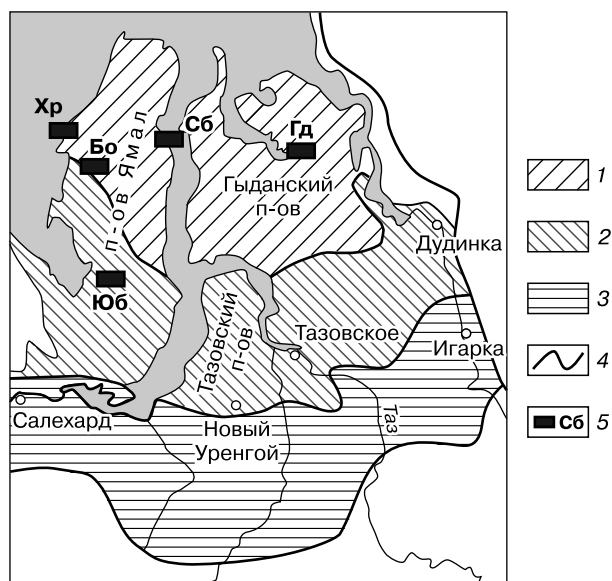 Хр
Бо
Сб
Гд
п-ов Ямал
Гыданский
п-ов
Дудинка
Юб
Тазовский
п-ов
Тазовское
Игарка
Салехард
Новый
Уренгой
Таз
1
2
3
4
Сб 5